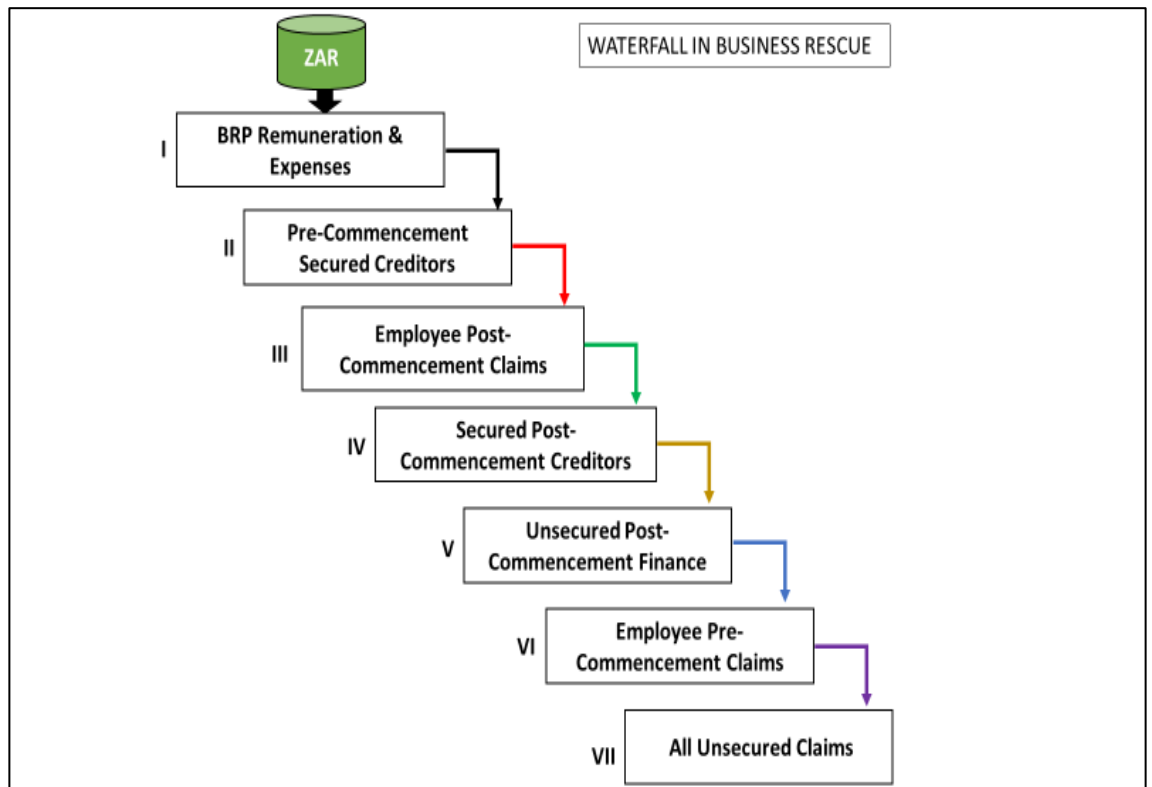 ZAR
WATERFALL IN BUSINESS RESCUE
I
BRP Remuneration &
Expenses
II
Pre-Commencement
Secured Creditors
III
Employee Post-
Commencement Claims
IV
Secured Post-
Commencement Creditors
V
Unsecured Post-
Commencement Finance
VI
Employee Pre-
Commencement Claims
VII
All Unsecured Claims